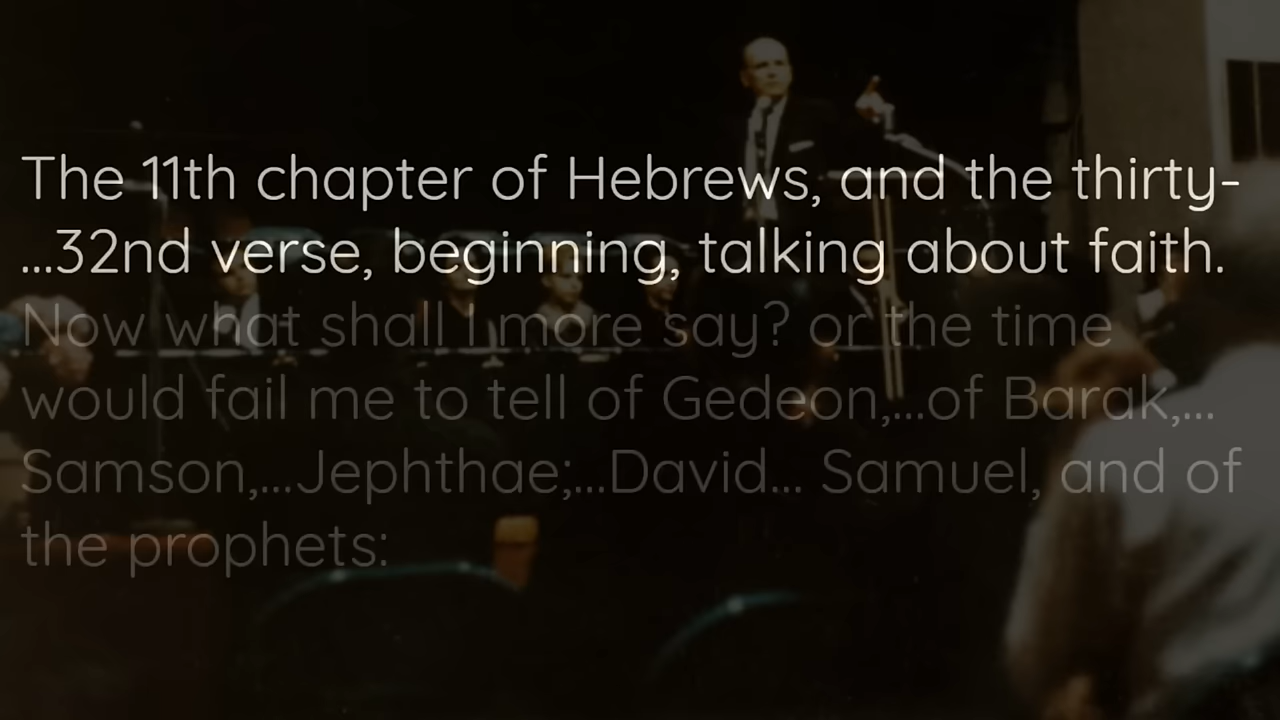 The 11th chapter of Hebrews, and the thirty-
...32nd verse, beginning, talking about faith.
Now what shall I more say? or the time
would fail me to tell of Gedeon,...of Barak,...
Samson,...Jephthae;...David... Samuel, and of
the prophets: